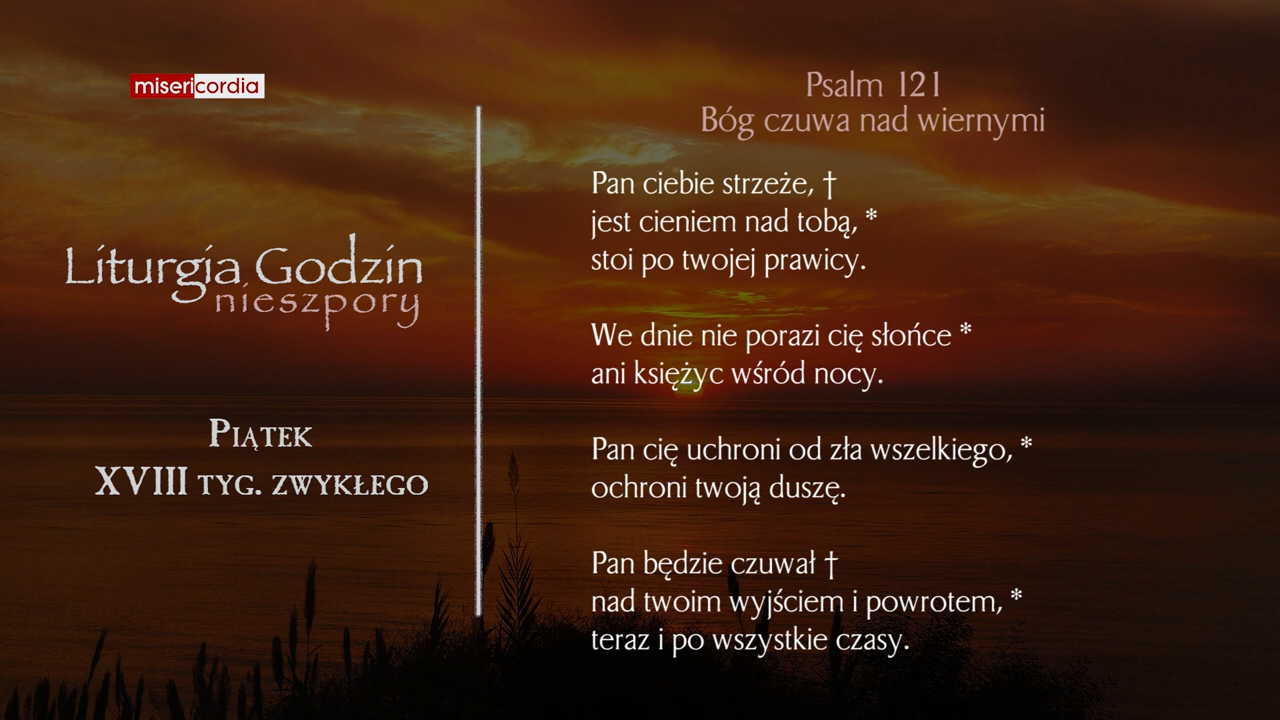 misericordia
Liturgia Godzin
nieszpory
Piątek
XVIII tyg. zwykłego
Psalm 121
Bóg czuwa nad wiernymi
Pan ciebie strzeże, †
jest cieniem nad tobą, *
stoi po twojej prawicy.
We dnie nie porazi cię słońce *
ani księżyc wśród nocy.
Pan cię uchroni od zła wszelkiego, *
ochroni twoją duszę.
Pan będzie czuwał †
nad twoim wyjściem i powrotem, *
teraz i po wszystkie czasy.